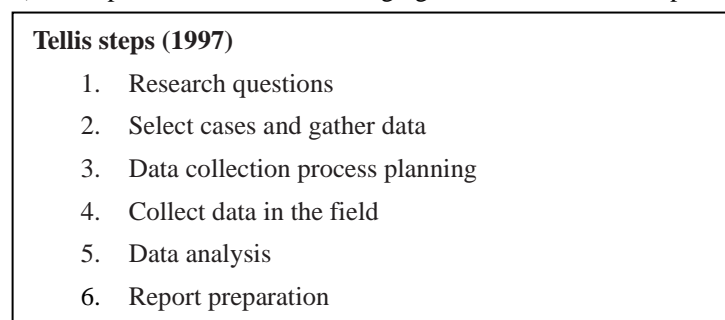 Tellis steps (1997)
1. Research questions
2. Select cases and gather data
3. Data collection process planning
4. Collect data in the field
5. Data analysis
6. Report preparation